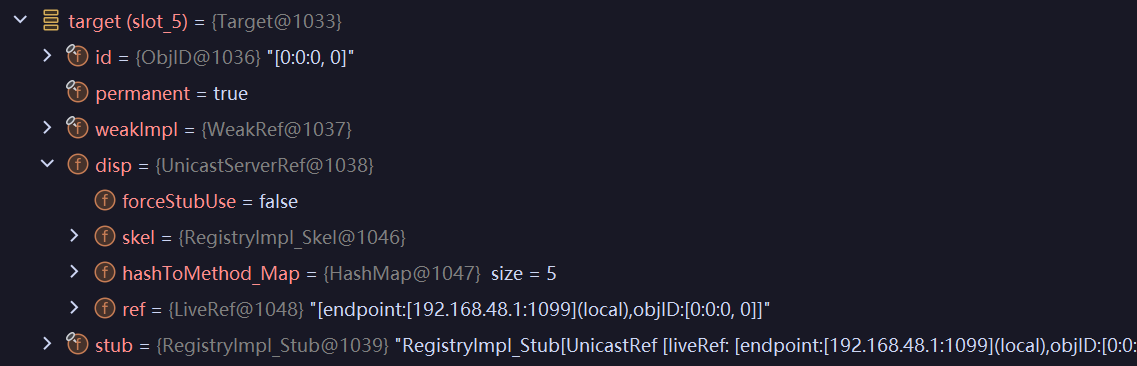 target (slot_5) = {Target@1033}
id = {ObjID@1036} "[0:0:0, 0]"
permanent = true
weakImpl = {WeakRef@1037}
disp = {UnicastServerRef@1038}
forceStubUse = false
skel = {RegistryImpl_Skel@1046}
hashToMethod_Map = {HashMap@1047} size = 5
ref = {LiveRef@1048} "[endpoint:[192.168.48.1:1099](local),objID:[0:0:0, 0]]"
stub = {RegistryImpl_Stub@1039} "RegistryImpl_Stub[UnicastRef [liveRef: [endpoint:[192.168.48.1:1099](local),objID:[0:0: